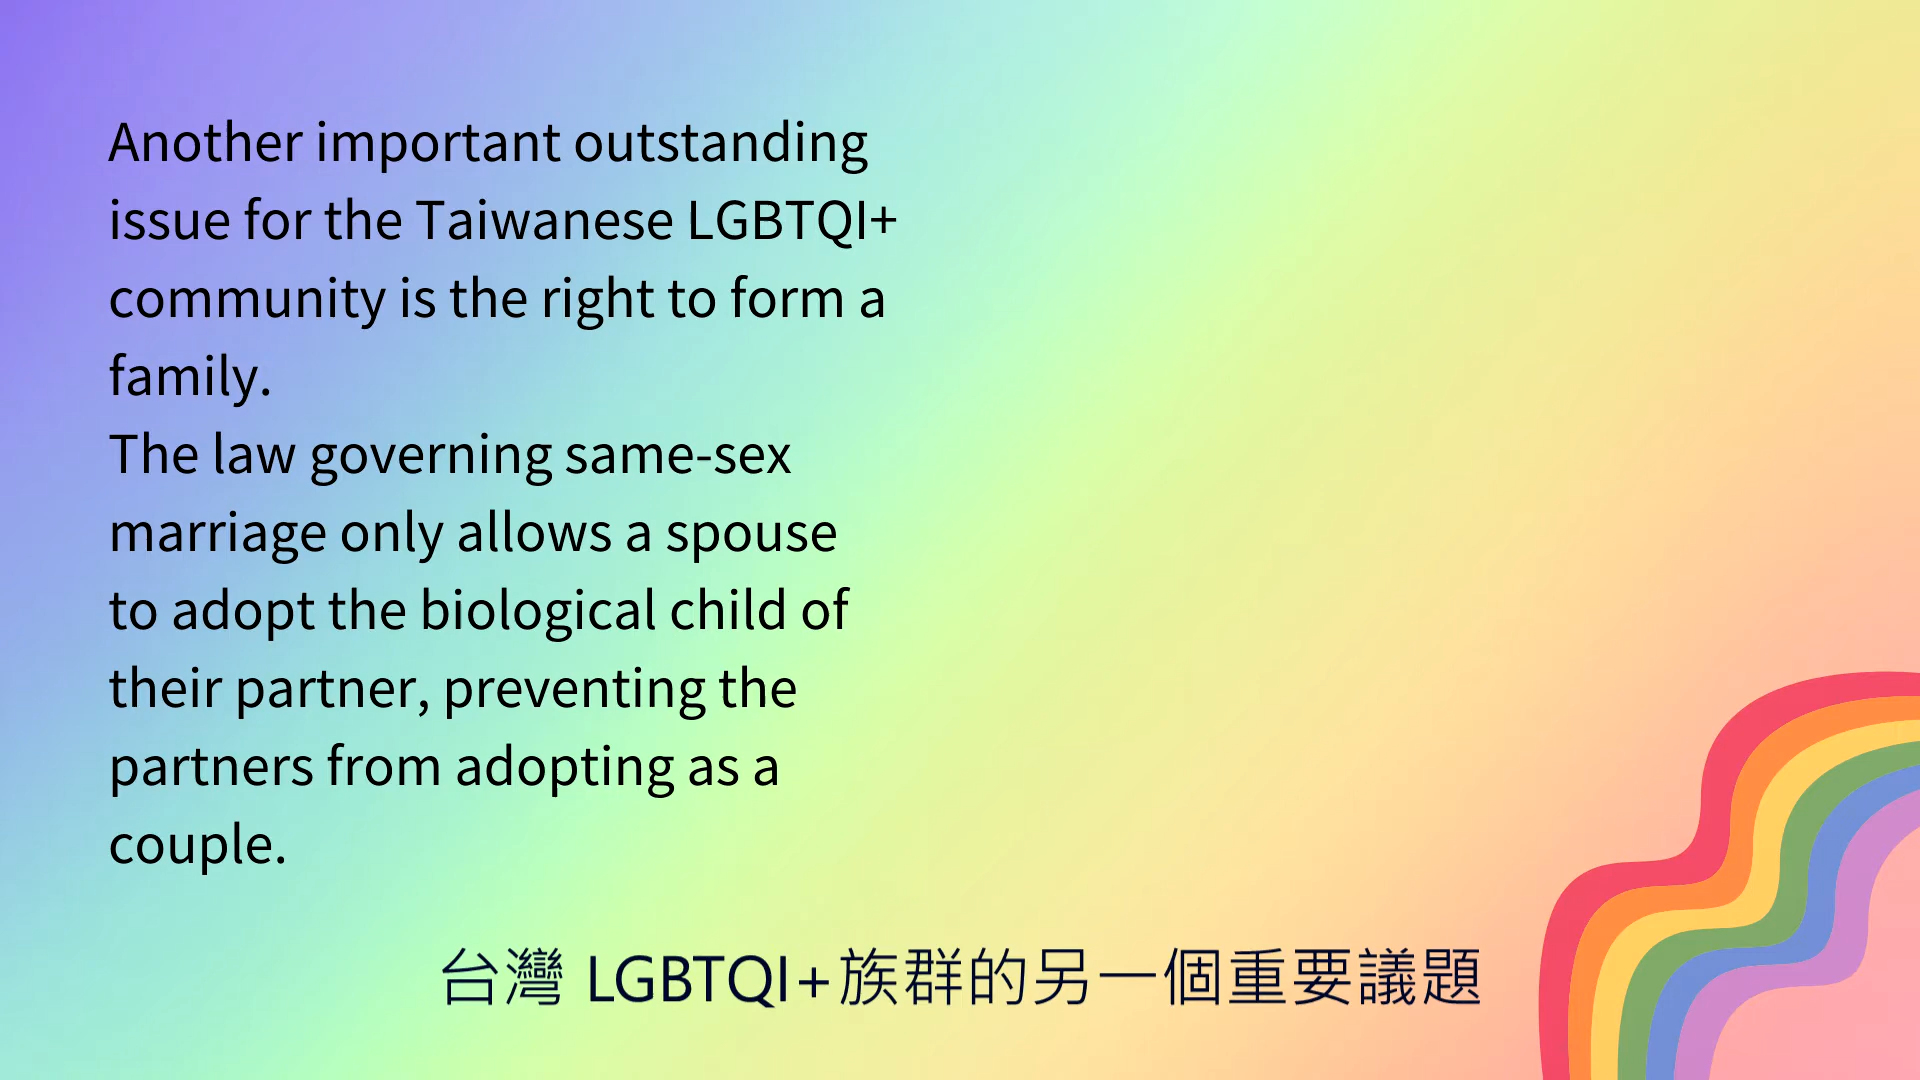 Another important outstanding
issue for the Taiwanese LGBTQI+
community is the right to form a
family.
The law governing same-sex
marriage only allows a spouse
to adopt the biological child of
their partner, preventing the
partners from adopting as a
couple.
台灣 LGBTQI+族群的另一個重要議題